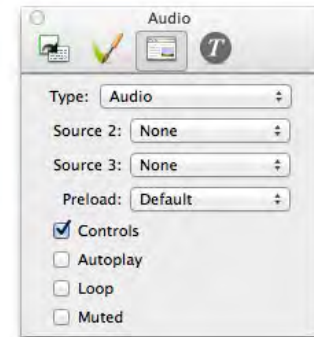 Audio
T
Type: Audio
Source 2: None
Source 3: None
Preload: Default
Controls
Autoplay
Loop
Muted